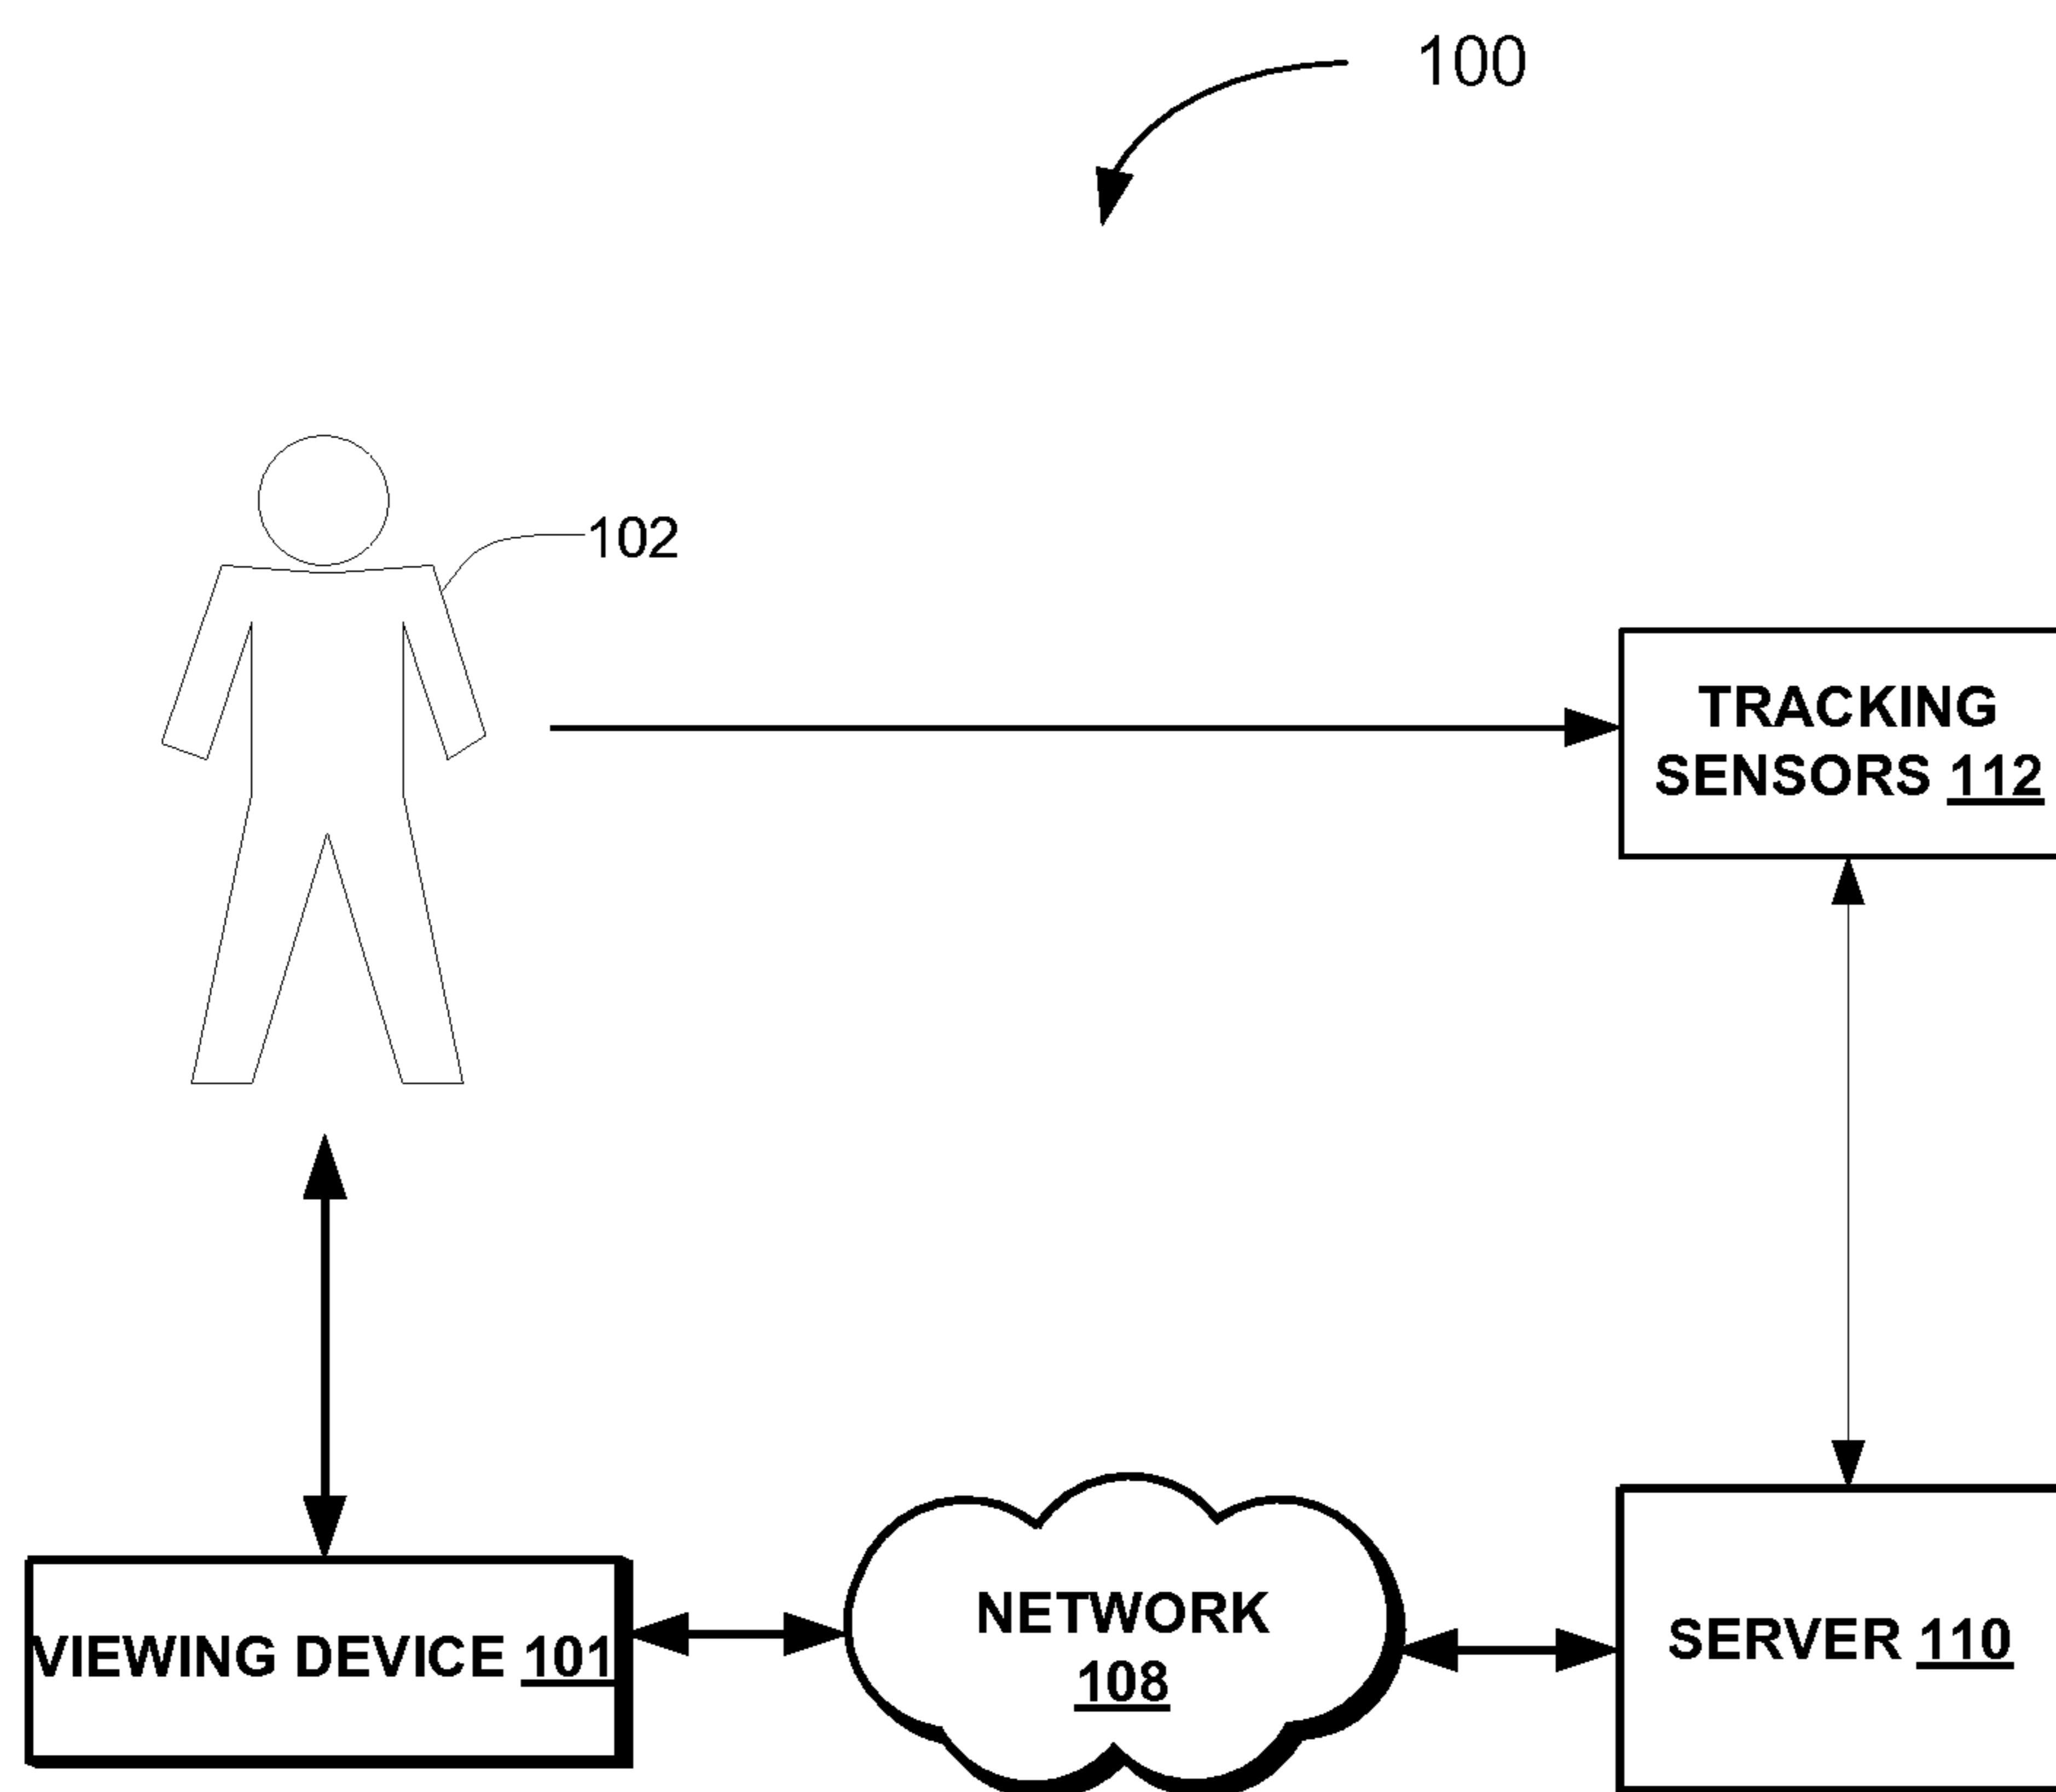 100
102
TRACKING
SENSORS 112
NETWORK
108
VIEWING DEVICE 101
SERVER 110